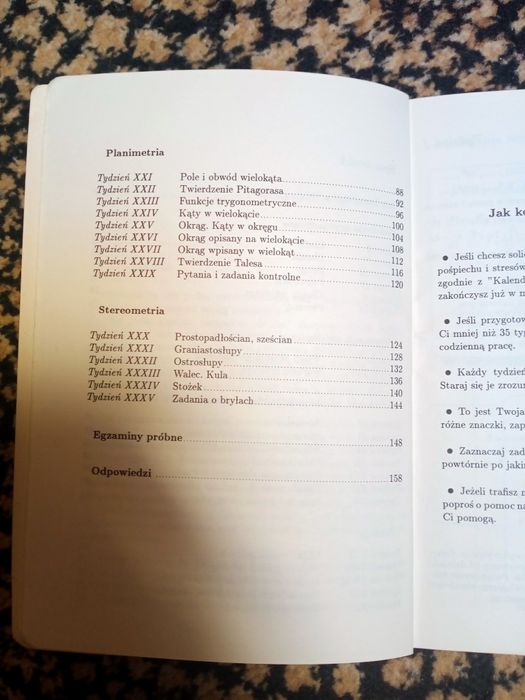 Planimetria
Tydzień XXI Pole i obwód wielokąta 88
Tydzień XXII Twierdzenie Pitagorasa 92
Tydzień XXIII Funkcje trygonometryczne 96
Tydzień XXIV Kąty w wielokącie 100
Tydzień XXV Okrąg. Kąty w okręgu 104
Tydzień XXVI Okrąg opisany na wielokącie 108
Tydzień XXVII Okrąg wpisany w wielokąt 112
Tydzień XXVIII Twierdzenie Talesa 116
Tydzień XXIX Pytania i zadania kontrolne 120
Stereometria
Tydzień XXX Prostopadłościan, sześcian 124
Tydzień XXXI Graniastosłupy 128
Tydzień XXXII Ostrosłupy 132
Tydzień XXXIII Walec. Kula 136
Tydzień XXXIV Stożek 140
Tydzień XXXV Zadania o bryłach 144
Egzaminy próbne 148
Odpowiedzi 158
Jak ko
• Jeśli chcesz soli
pośpiechu i stresów
zgodnie z "Kalend
zakończysz już w m
• Jeśli przygotow
Ci mniej niż 35 ty
codzienną pracę.
• Każdy tydzień
Staraj się je zrozum
• To jest Twoja
różne znaczki, zap
• Zaznaczaj zad
powtórnie po jakim
• Jeżeli trafisz n
poproś o pomoc na
Ci pomogą.